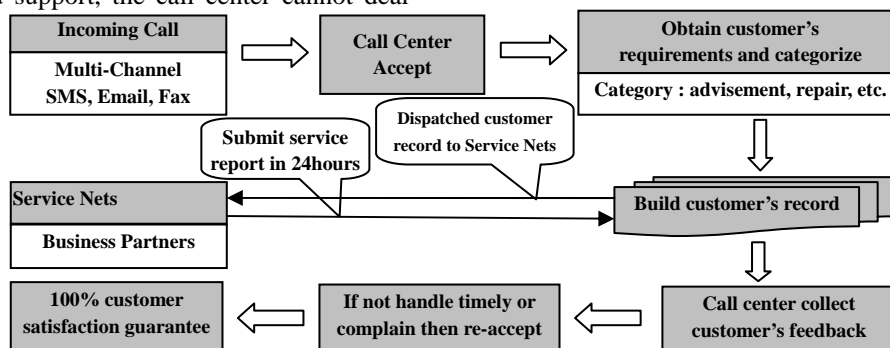 support, the call center cannot deal
Incoming Call
Multi-Channel
SMS, Email, Fax
Call Center
Accept
Obtain customer's
requirements and categorize
Category : advisement, repair, etc.
Submit service
report in 24hours
Dispatched customer
record to Service Nets
Service Nets
Business Partners
Build customer's record
100% customer
satisfaction guarantee
If not handle timely or
complain then re-accept
Call center collect
customer's feedback